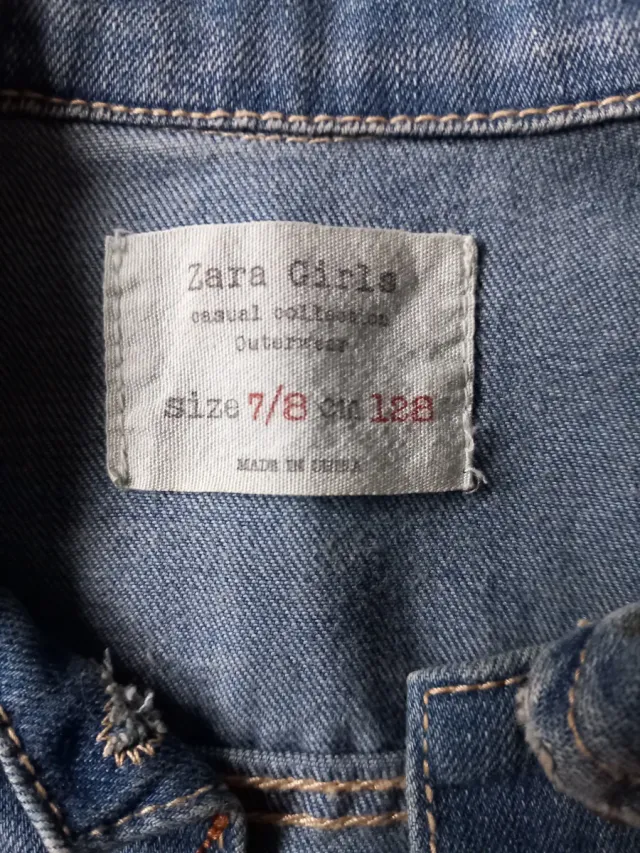 Zara Girls
casual collection
Outerwear
size 7/8 cm 128
MADE IN CHINA